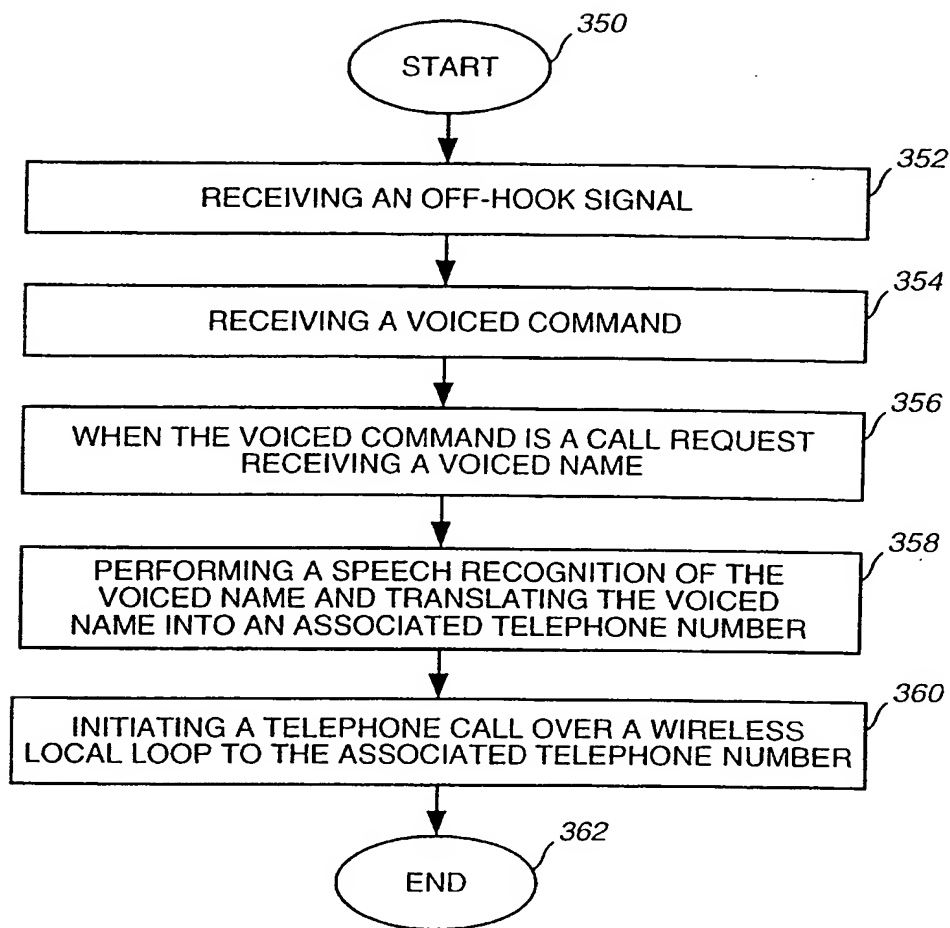 350
START
352
RECEIVING AN OFF-HOOK SIGNAL
354
RECEIVING A VOICED COMMAND
356
WHEN THE VOICED COMMAND IS A CALL REQUEST
RECEIVING A VOICED NAME
358
PERFORMING A SPEECH RECOGNITION OF THE
VOICED NAME AND TRANSLATING THE VOICED
NAME INTO AN ASSOCIATED TELEPHONE NUMBER
360
INITIATING A TELEPHONE CALL OVER A WIRELESS
LOCAL LOOP TO THE ASSOCIATED TELEPHONE NUMBER
362
END